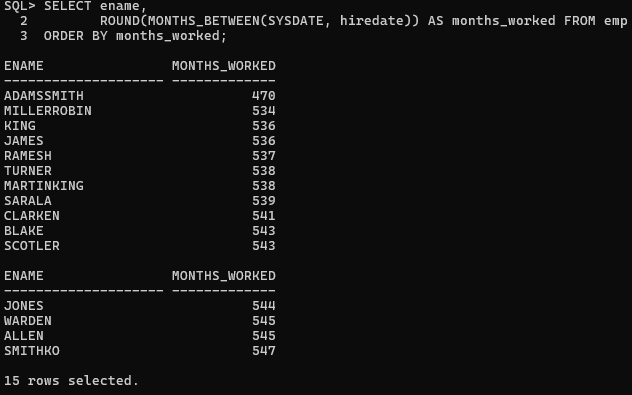 SQL> SELECT ename,
  2         ROUND(MONTHS_BETWEEN(SYSDATE, hiredate)) AS months_worked FROM emp
  3  ORDER BY months_worked;

ENAME                MONTHS_WORKED
-------------------- -------------
ADAMSSMITH                     470
MILLERROBIN                    534
KING                           536
JAMES                          536
RAMESH                         537
TURNER                         538
MARTINKING                     538
SARALA                         539
CLARKEN                        541
BLAKE                          543
SCOTLER                        543

ENAME                MONTHS_WORKED
-------------------- -------------
JONES                          544
WARDEN                         545
ALLEN                          545
SMITHKO                        547

15 rows selected.